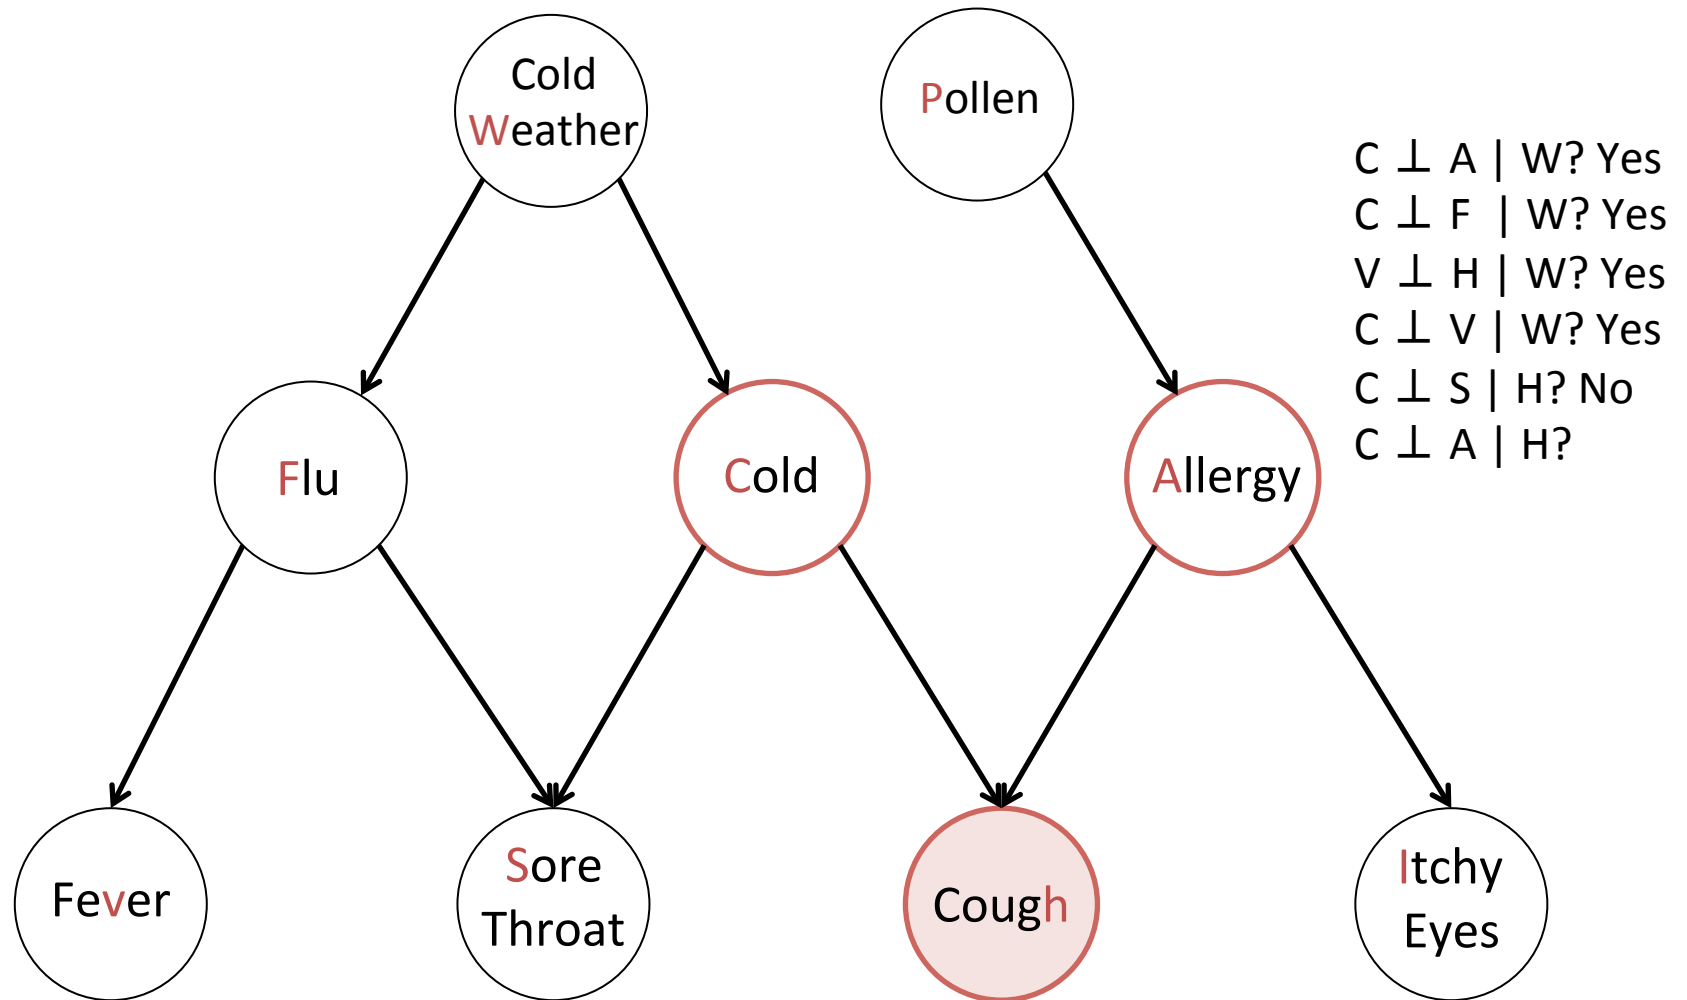 Cold
Weather
Pollen
C ⊥ A | W? Yes
C ⊥ F | W? Yes
V ⊥ H | W? Yes
C ⊥ V | W? Yes
C ⊥ S | H? No
C ⊥ A | H?
Flu
Cold
Allergy
Fever
Sore
Throat
Cough
Itchy
Eyes